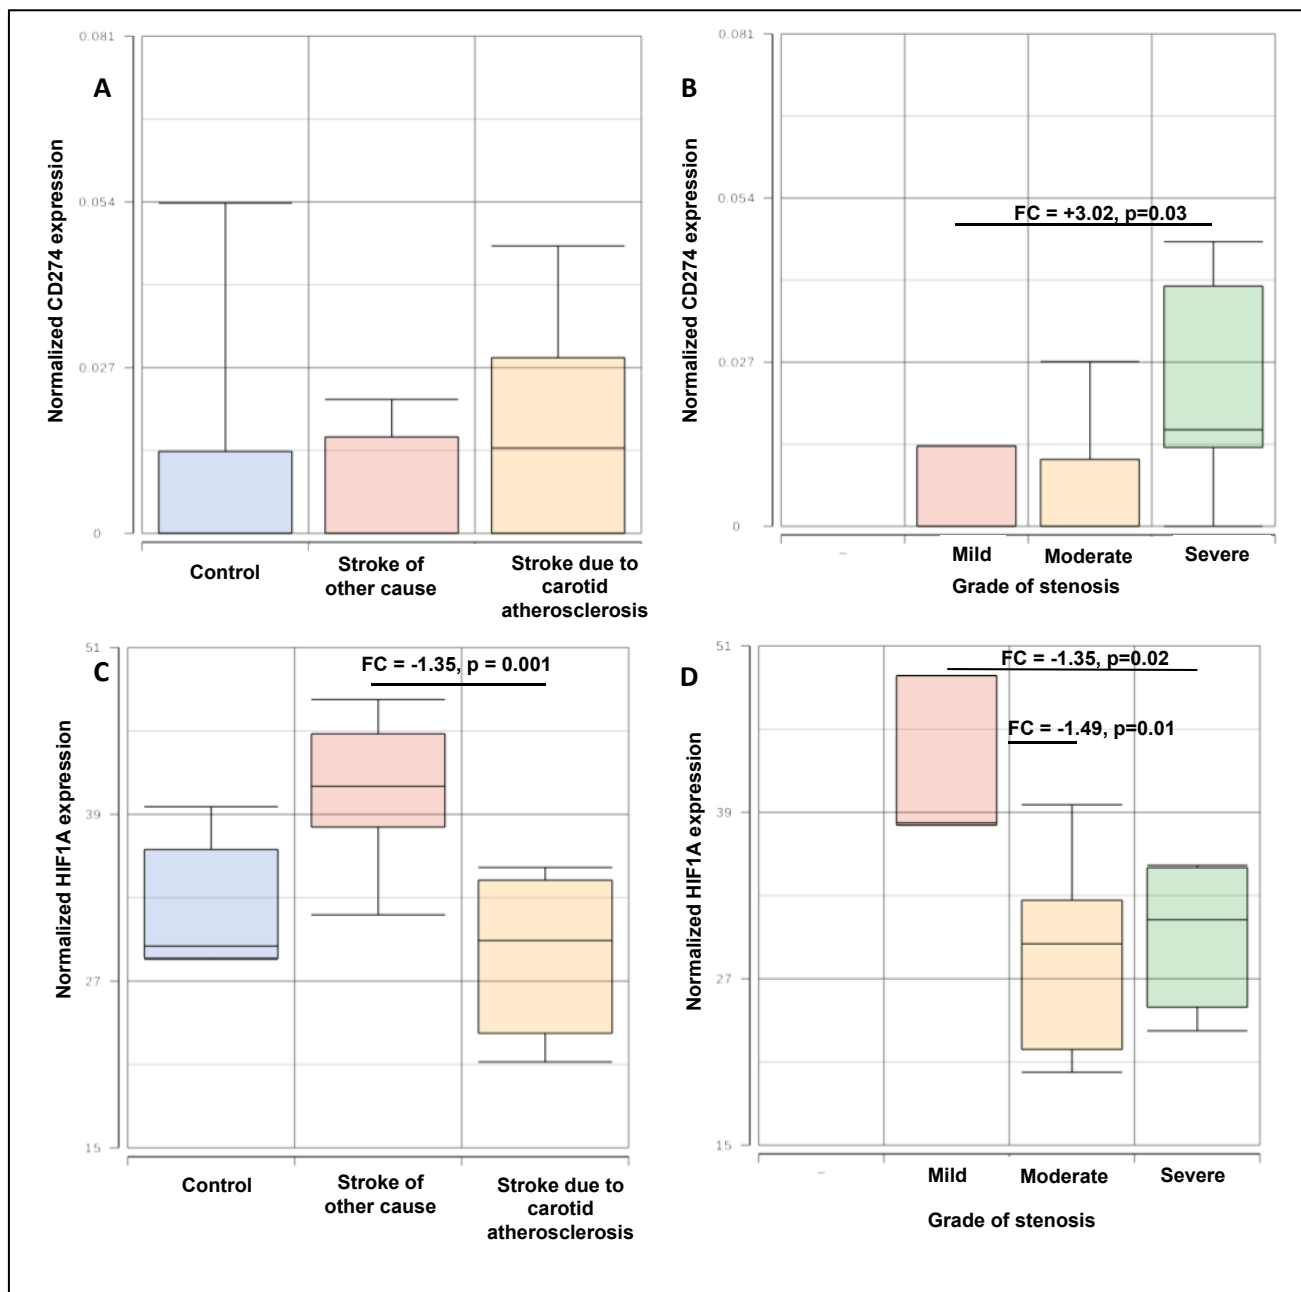 A
Normalized CD274 expression
0.081
0.054
0.027
0
Control
Stroke of
other cause
Stroke due to
carotid
atherosclerosis
B
Normalized CD274 expression
0.081
0.054
0.027
0
FC = +3.02, p=0.03
–
Mild
Moderate
Severe
Grade of stenosis
C
Normalized HIF1A expression
51
39
27
15
FC = -1.35, p = 0.001
Control
Stroke of
other cause
Stroke due to
carotid
atherosclerosis
D
Normalized HIF1A expression
51
39
27
15
FC = -1.35, p=0.02
FC = -1.49, p=0.01
–
Mild
Moderate
Severe
Grade of stenosis